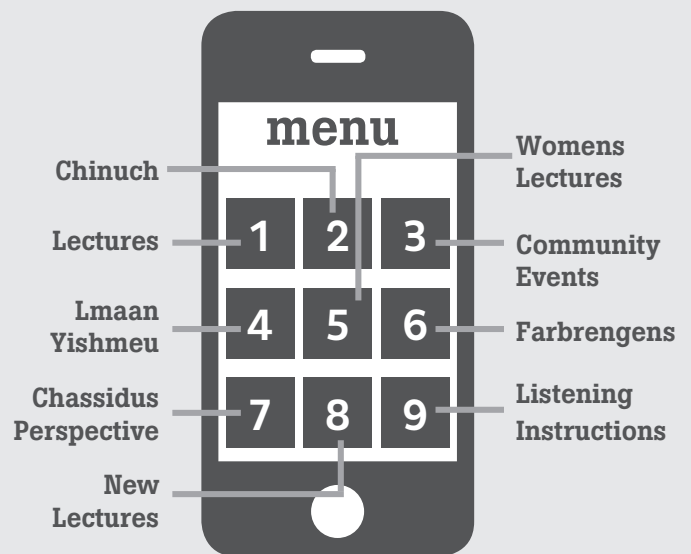 menu
Chinuch
Womens
Lectures
Lectures
1 2 3
Community
Events
Lmaan
Yishmeu
4 5 6
Farbrengens
Chassidus
Perspective
7 8 9
Listening
Instructions
New
Lectures